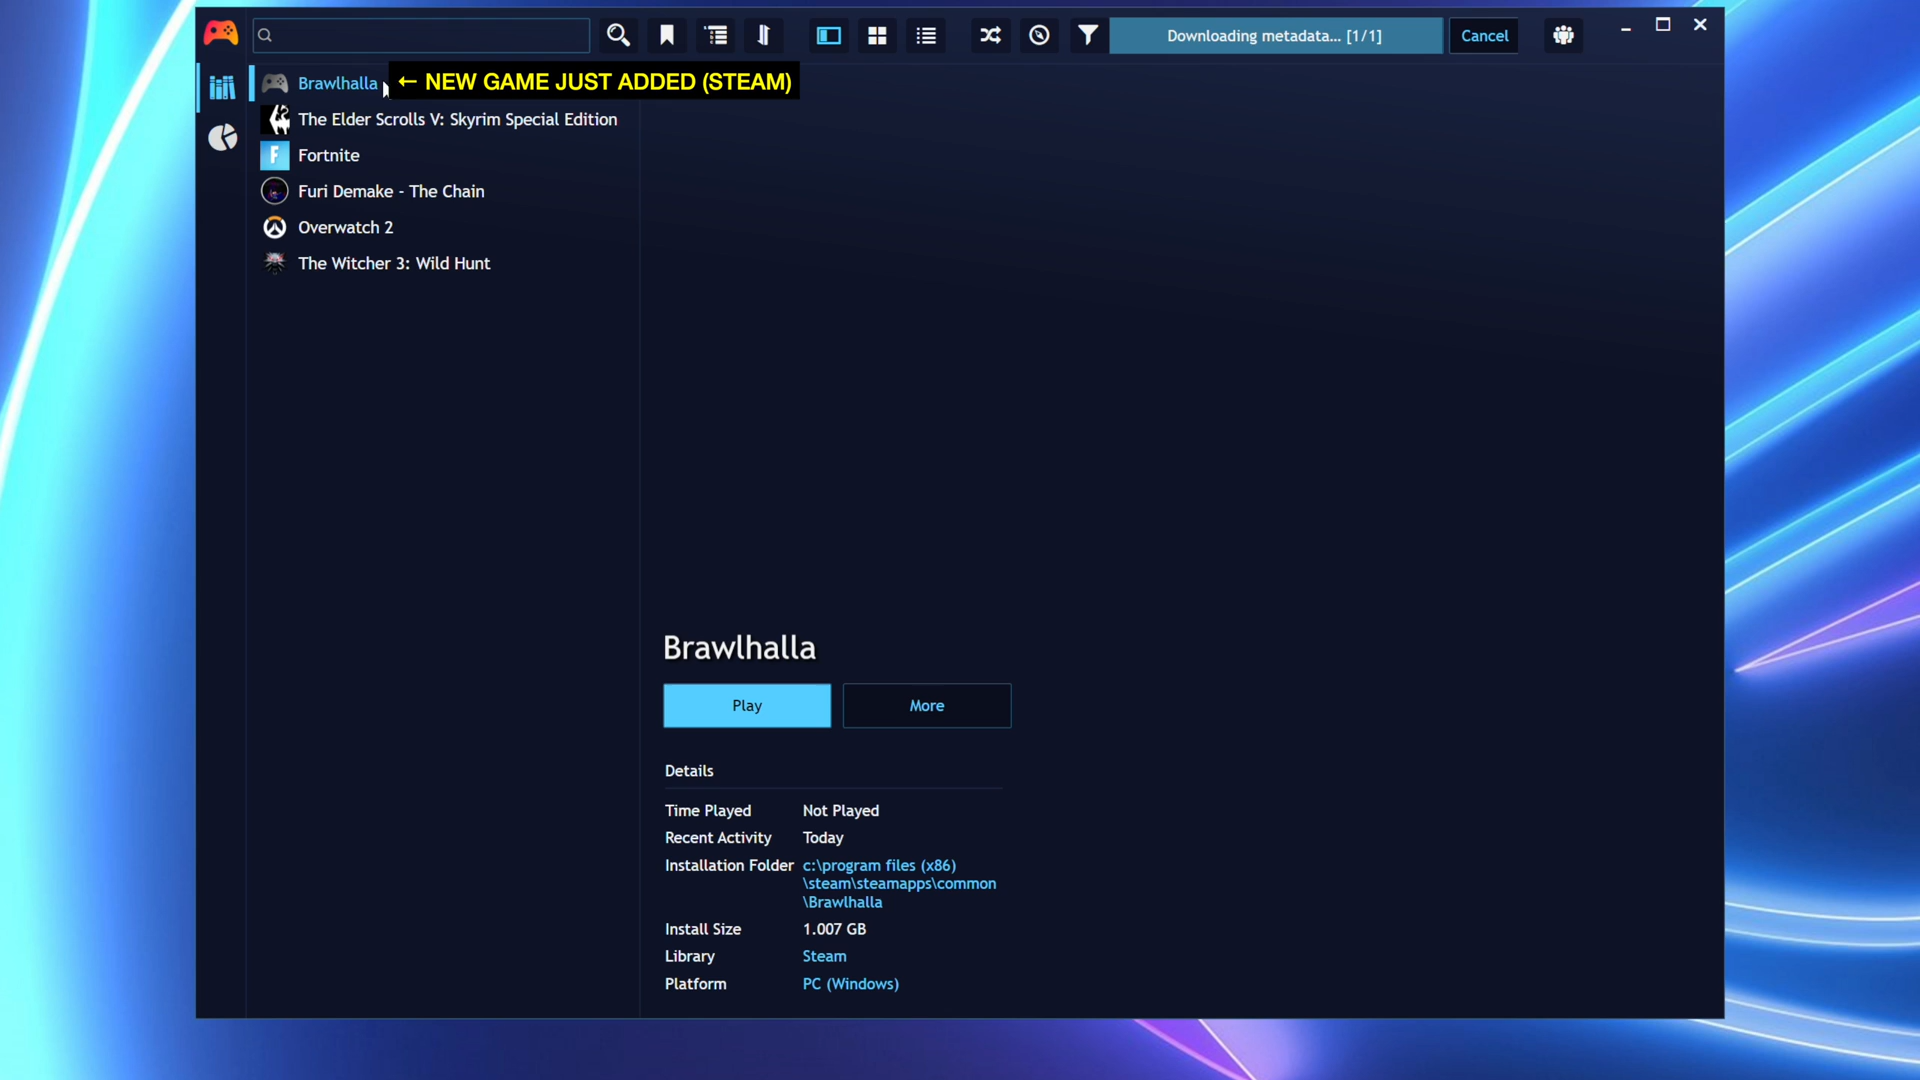 Downloading metadata... [1/1]
Cancel
Brawlhalla
← NEW GAME JUST ADDED (STEAM)
The Elder Scrolls V: Skyrim Special Edition
F
Fortnite
Furi Demake - The Chain
Overwatch 2
The Witcher 3: Wild Hunt
Brawlhalla
Play
More
Details
Time Played Not Played
Recent Activity Today
Installation Folder c:\program files (x86)
\steam\steamapps\common
\Brawlhalla
Install Size 1.007 GB
Library Steam
Platform PC (Windows)